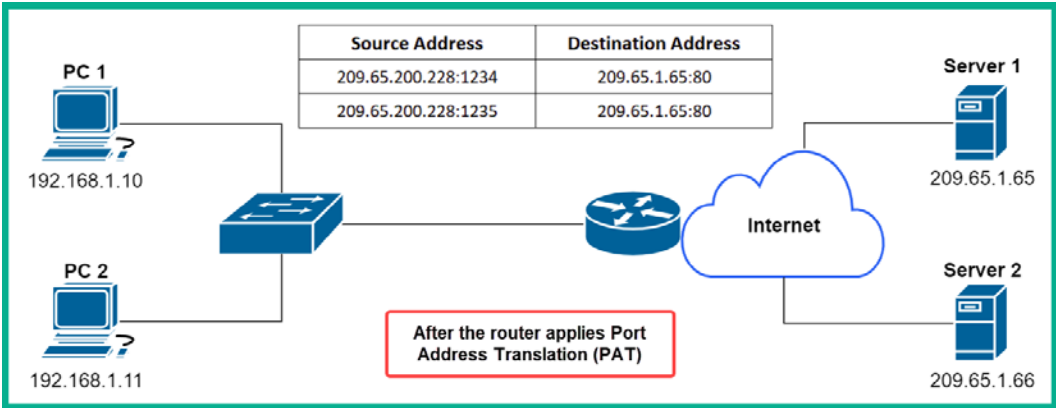 Source Address Destination Address
209.65.200.228:1234 209.65.1.65:80
209.65.200.228:1235 209.65.1.65:80
PC 1
192.168.1.10
PC 2
192.168.1.11
Server 1
209.65.1.65
Internet
Server 2
209.65.1.66
After the router applies Port
Address Translation (PAT)